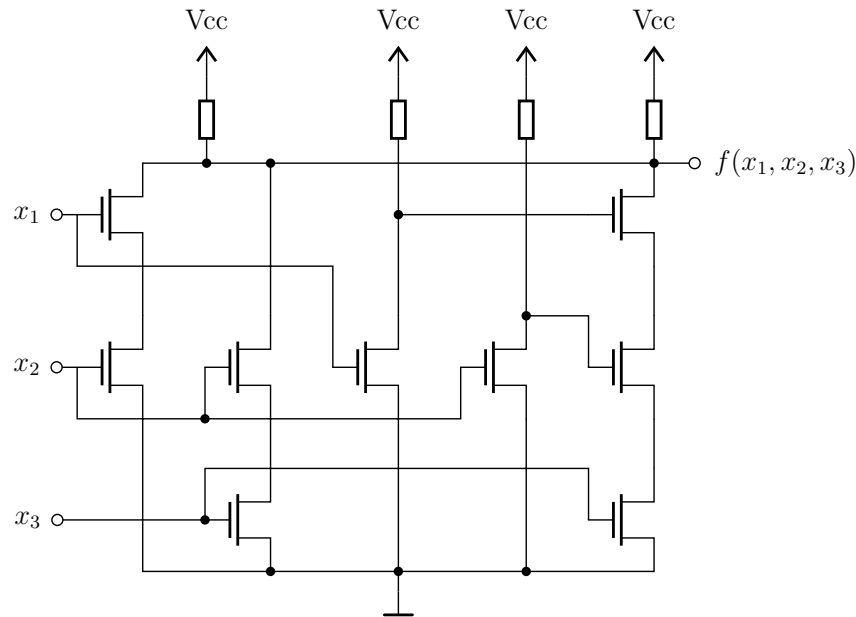 Vcc Vcc Vcc Vcc
f(x₁, x₂, x₃)
x₁
x₂
x₃